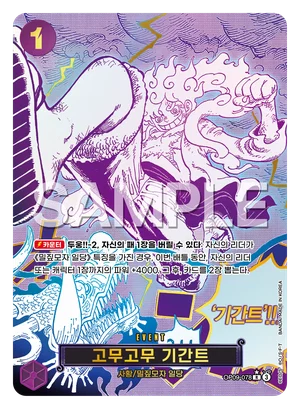 1
SAMPLE
카운터 두웅!!-2, 자신의 패 1장을 버릴 수 있다: 자신의 리더가
《밀짚모자 일당》 특징을 가진 경우, 이번 배틀 동안, 자신의 리더
또는 캐릭터 1장까지의 파워 +4000. 그 후, 카드를 2장 뽑는다.
'기간트'!!
EVENT
고무고무 기간트
사황/밀짚모자 일당
OP09-078 R 3